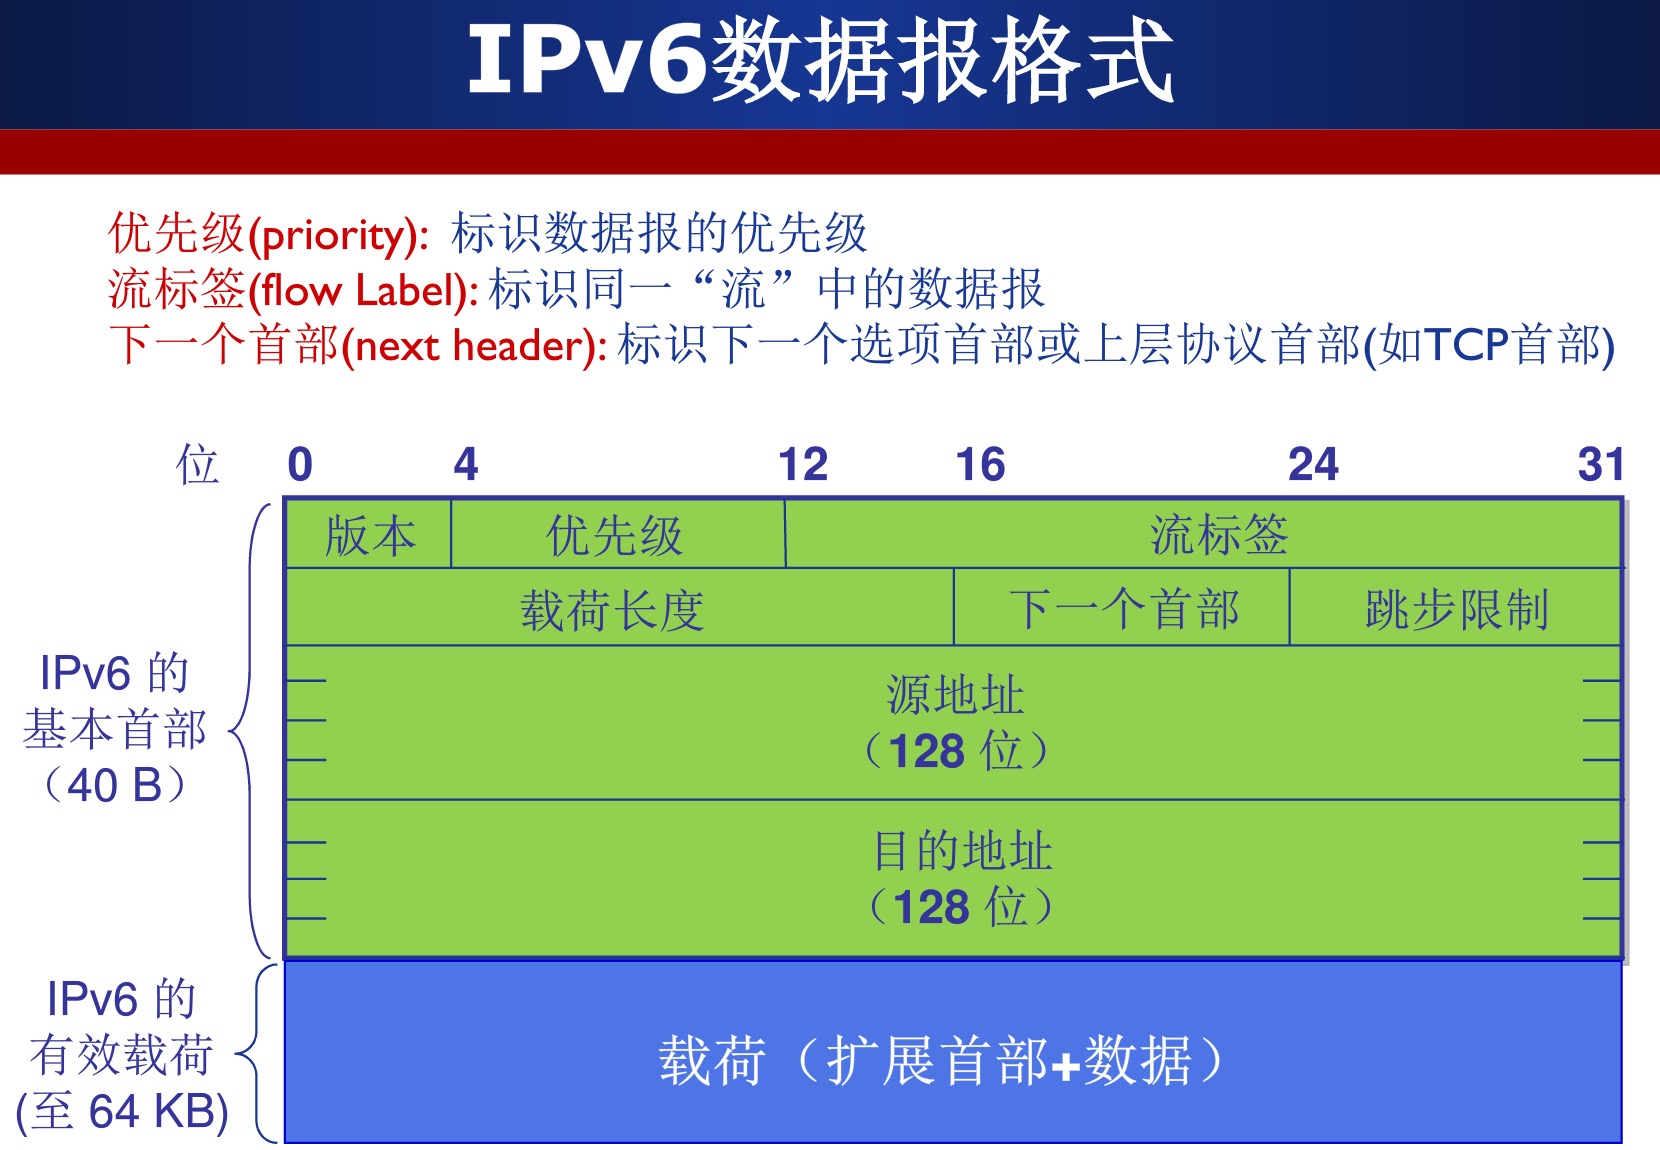 IPv6数据报格式
优先级(priority): 标识数据报的优先级
流标签(flow Label): 标识同一“流”中的数据报
下一个首部(next header): 标识下一个选项首部或上层协议首部(如TCP首部)
位 0 4 12 16 24 31
版本 优先级 流标签
载荷长度 下一个首部 跳步限制
IPv6 的
基本首部
（40 B）
源地址
（128 位）
目的地址
（128 位）
IPv6 的
有效载荷
(至 64 KB)
载荷（扩展首部+数据）